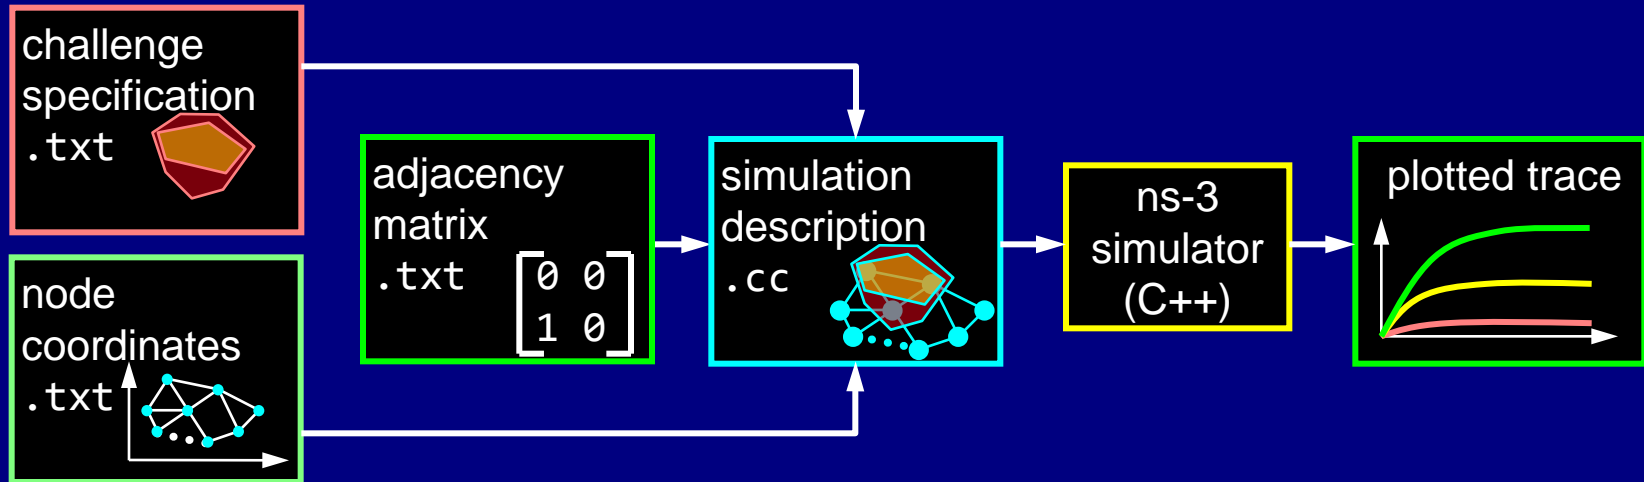 challenge
specification
.txt
node
coordinates
.txt
adjacency
matrix
.txt
0 0
1 0
simulation
description
.cc
ns-3
simulator
(C++)
plotted trace